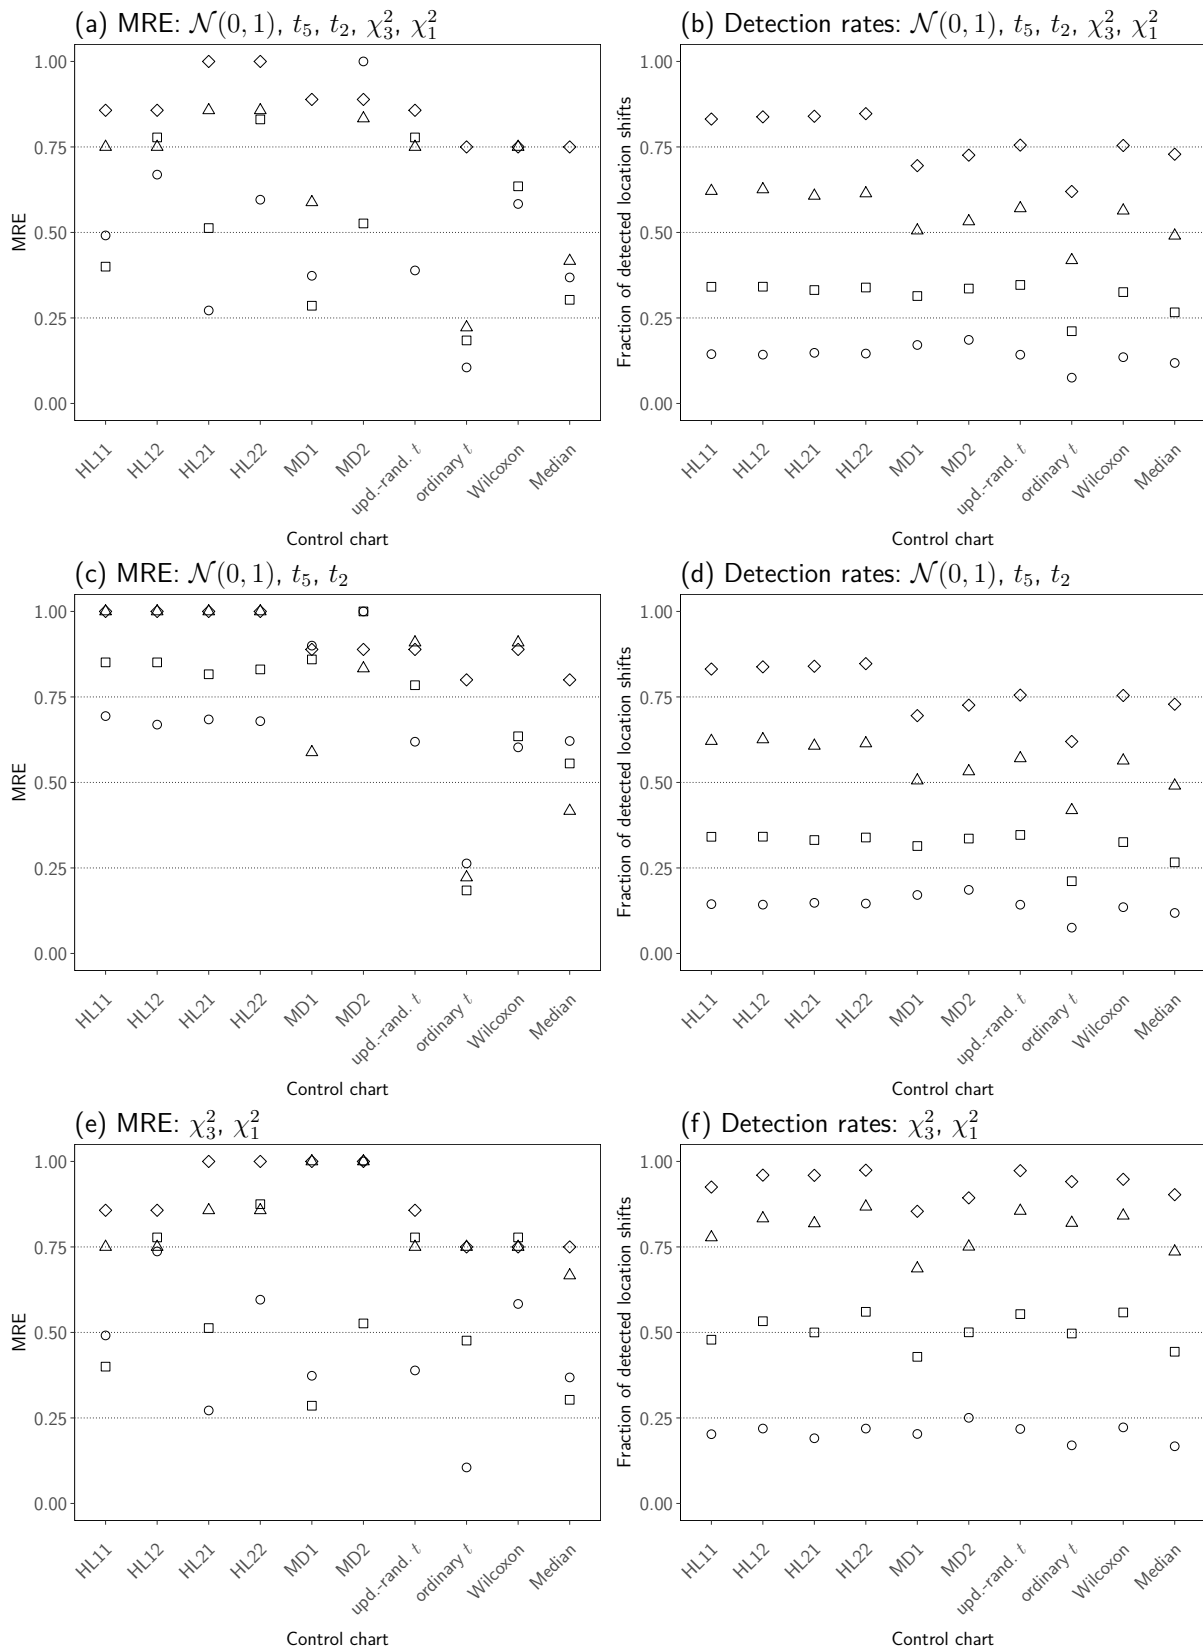 (a) MRE: 𝒩(0, 1), t₅, t₂, χ²₃, χ²₁
MRE
1.00
0.75
0.50
0.25
0.00
HL11 HL12 HL21 HL22 MD1 MD2 upd.-rand. t ordinary t Wilcoxon Median
Control chart
(b) Detection rates: 𝒩(0, 1), t₅, t₂, χ²₃, χ²₁
Fraction of detected location shifts
1.00
0.75
0.50
0.25
0.00
HL11 HL12 HL21 HL22 MD1 MD2 upd.-rand. t ordinary t Wilcoxon Median
Control chart
(c) MRE: 𝒩(0, 1), t₅, t₂
MRE
1.00
0.75
0.50
0.25
0.00
HL11 HL12 HL21 HL22 MD1 MD2 upd.-rand. t ordinary t Wilcoxon Median
Control chart
(d) Detection rates: 𝒩(0, 1), t₅, t₂
Fraction of detected location shifts
1.00
0.75
0.50
0.25
0.00
HL11 HL12 HL21 HL22 MD1 MD2 upd.-rand. t ordinary t Wilcoxon Median
Control chart
(e) MRE: χ²₃, χ²₁
MRE
1.00
0.75
0.50
0.25
0.00
HL11 HL12 HL21 HL22 MD1 MD2 upd.-rand. t ordinary t Wilcoxon Median
Control chart
(f) Detection rates: χ²₃, χ²₁
Fraction of detected location shifts
1.00
0.75
0.50
0.25
0.00
HL11 HL12 HL21 HL22 MD1 MD2 upd.-rand. t ordinary t Wilcoxon Median
Control chart